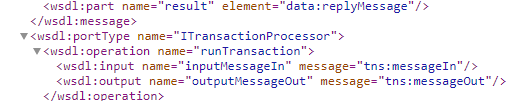 <wsdl:part name="result" element="data:replyMessage"/>
</wsdl:message>
▼<wsdl:portType name="ITransactionProcessor">
▼<wsdl:operation name="runTransaction">
<wsdl:input name="inputMessageIn" message="tns:messageIn"/>
<wsdl:output name="outputMessageOut" message="tns:messageOut"/>
</wsdl:operation>